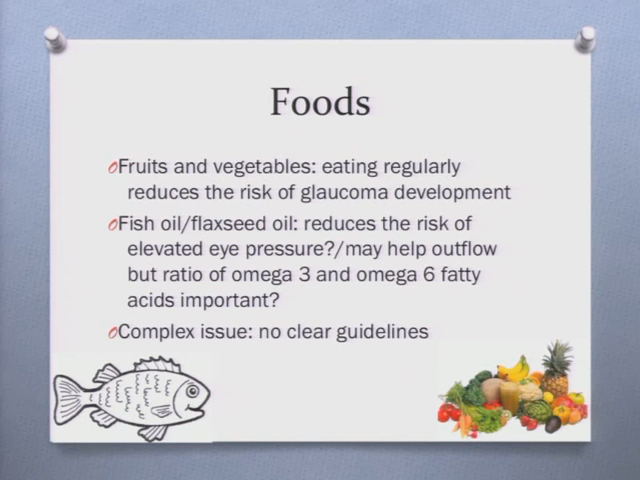 Foods
Fruits and vegetables: eating regularly
reduces the risk of glaucoma development
Fish oil/flaxseed oil: reduces the risk of
elevated eye pressure?/may help outflow
but ratio of omega 3 and omega 6 fatty
acids important?
Complex issue: no clear guidelines